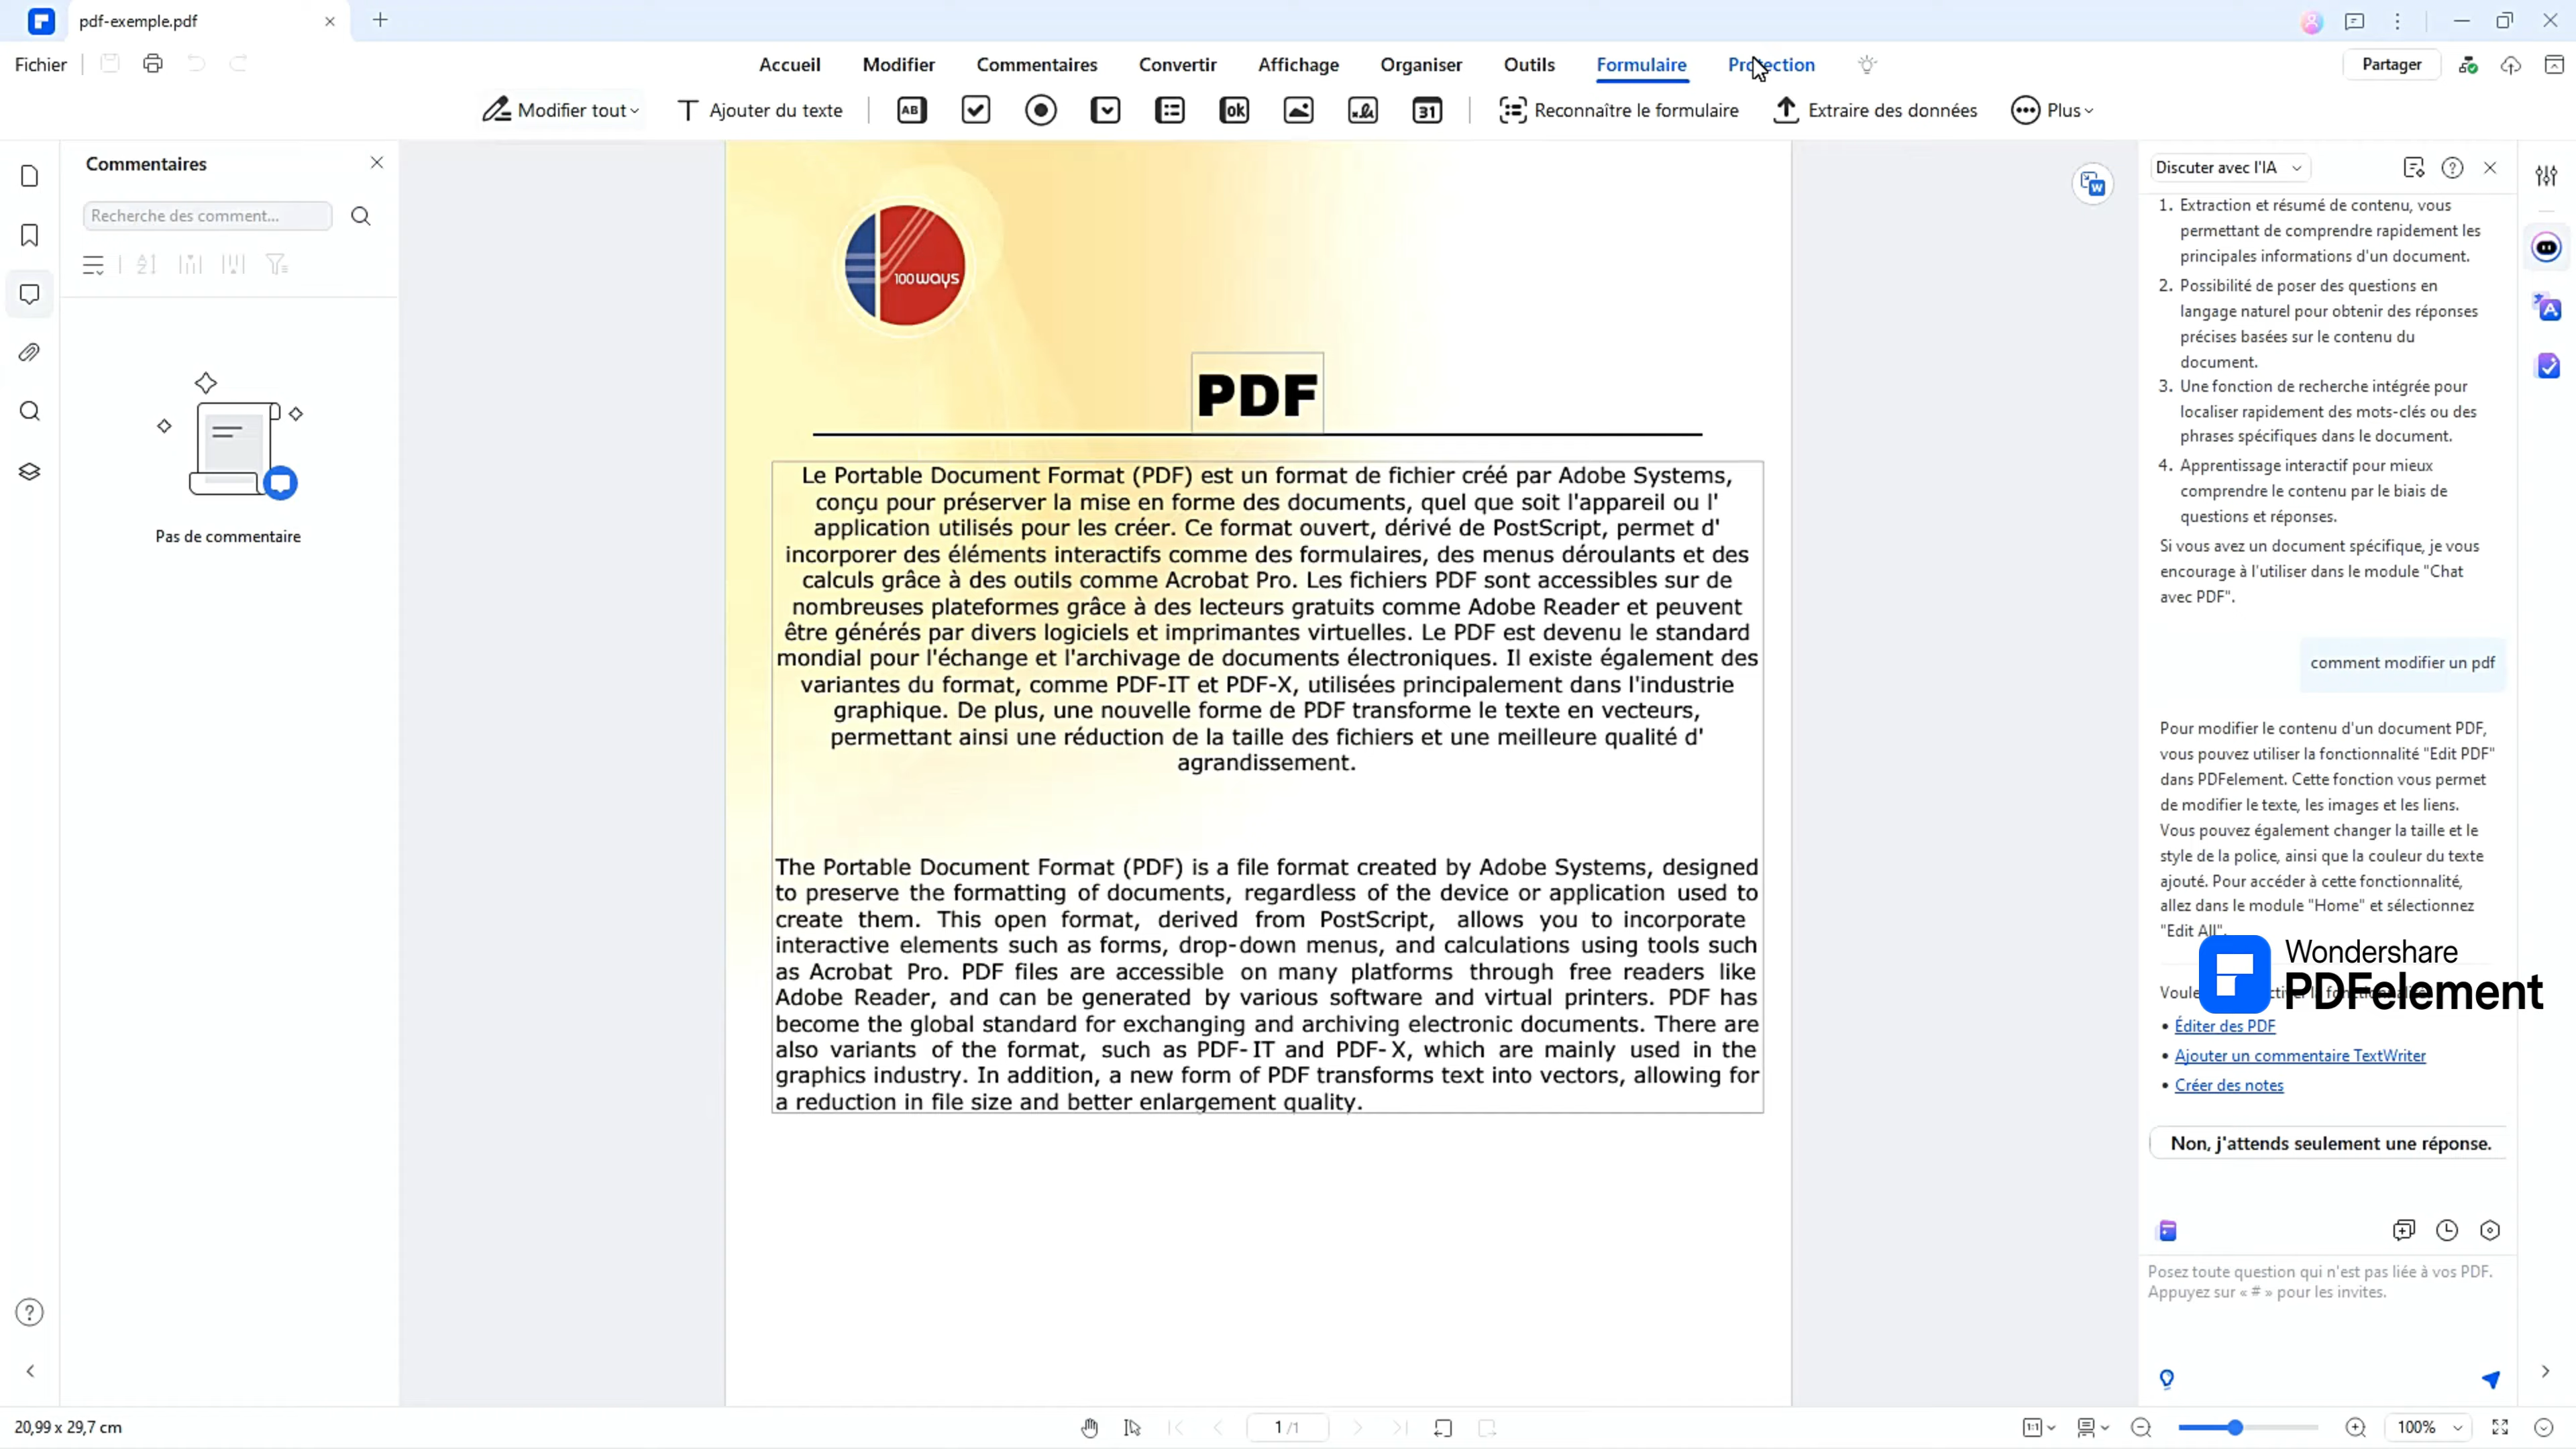 pdf-exemple.pdf
Fichier
Accueil
Modifier
Commentaires
Convertir
Affichage
Organiser
Outils
Formulaire
Protection
Partager
Modifier tout
Ajouter du texte
AB
ok
31
Reconnaître le formulaire
Extraire des données
Plus
Commentaires
Recherche des comment...
Pas de commentaire
100ways
PDF
Le Portable Document Format (PDF) est un format de fichier créé par Adobe Systems,
conçu pour préserver la mise en forme des documents, quel que soit l'appareil ou l'
application utilisés pour les créer. Ce format ouvert, dérivé de PostScript, permet d'
incorporer des éléments interactifs comme des formulaires, des menus déroulants et des
calculs grâce à des outils comme Acrobat Pro. Les fichiers PDF sont accessibles sur de
nombreuses plateformes grâce à des lecteurs gratuits comme Adobe Reader et peuvent
être générés par divers logiciels et imprimantes virtuelles. Le PDF est devenu le standard
mondial pour l'échange et l'archivage de documents électroniques. Il existe également des
variantes du format, comme PDF-IT et PDF-X, utilisées principalement dans l'industrie
graphique. De plus, une nouvelle forme de PDF transforme le texte en vecteurs,
permettant ainsi une réduction de la taille des fichiers et une meilleure qualité d'
agrandissement.
The Portable Document Format (PDF) is a file format created by Adobe Systems, designed
to preserve the formatting of documents, regardless of the device or application used to
create them. This open format, derived from PostScript, allows you to incorporate
interactive elements such as forms, drop-down menus, and calculations using tools such
as Acrobat Pro. PDF files are accessible on many platforms through free readers like
Adobe Reader, and can be generated by various software and virtual printers. PDF has
become the global standard for exchanging and archiving electronic documents. There are
also variants of the format, such as PDF-IT and PDF-X, which are mainly used in the
graphics industry. In addition, a new form of PDF transforms text into vectors, allowing for
a reduction in file size and better enlargement quality.
W
Discuter avec l'IA
1. Extraction et résumé de contenu, vous
permettant de comprendre rapidement les
principales informations d'un document.
2. Possibilité de poser des questions en
langage naturel pour obtenir des réponses
précises basées sur le contenu du
document.
3. Une fonction de recherche intégrée pour
localiser rapidement des mots-clés ou des
phrases spécifiques dans le document.
4. Apprentissage interactif pour mieux
comprendre le contenu par le biais de
questions et réponses.
Si vous avez un document spécifique, je vous
encourage à l'utiliser dans le module "Chat
avec PDF".
comment modifier un pdf
Pour modifier le contenu d'un document PDF,
vous pouvez utiliser la fonctionnalité "Edit PDF"
dans PDFelement. Cette fonction vous permet
de modifier le texte, les images et les liens.
Vous pouvez également changer la taille et le
style de la police, ainsi que la couleur du texte
ajouté. Pour accéder à cette fonctionnalité,
allez dans le module "Home" et sélectionnez
"Edit All".
Wondershare
PDFelement
• Éditer des PDF
• Ajouter un commentaire TextWriter
• Créer des notes
Non, j'attends seulement une réponse.
Posez toute question qui n'est pas liée à vos PDF.
Appuyez sur « # » pour les invites.
A
20,99 x 29,7 cm
1 /1
1:1
100%